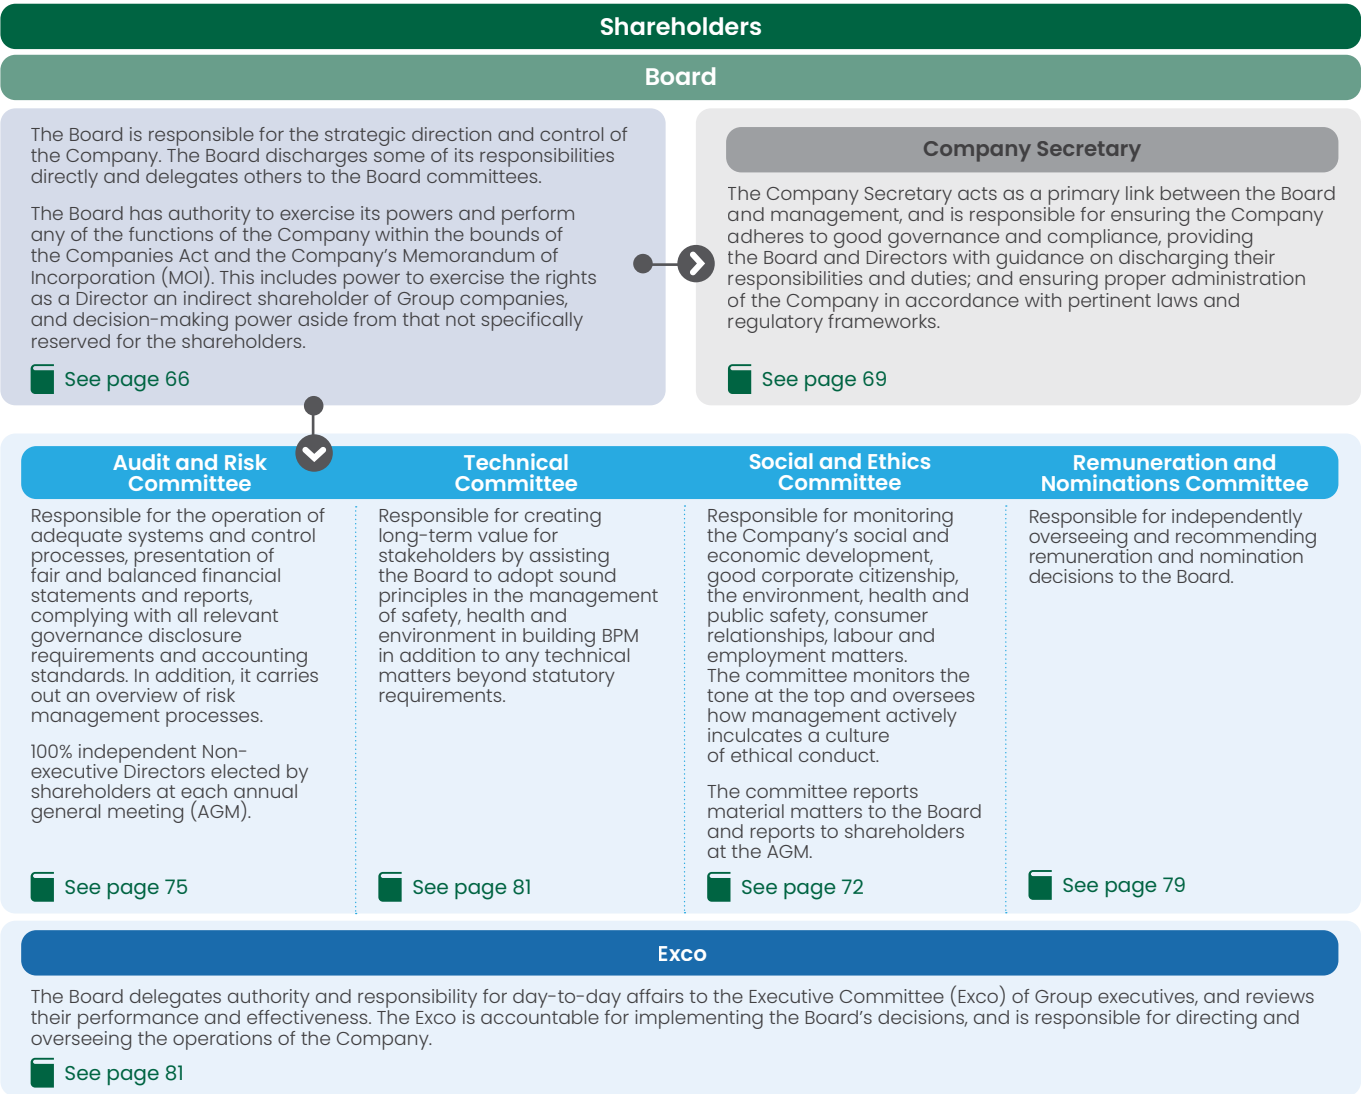 Shareholders
Board
The Board is responsible for the strategic direction and control of
the Company. The Board discharges some of its responsibilities
directly and delegates others to the Board committees.
The Board has authority to exercise its powers and perform
any of the functions of the Company within the bounds of
the Companies Act and the Company's Memorandum of
Incorporation (MOI). This includes power to exercise the rights
as a Director an indirect shareholder of Group companies,
and decision-making power aside from that not specifically
reserved for the shareholders.
See page 66
Company Secretary
The Company Secretary acts as a primary link between the Board
and management, and is responsible for ensuring the Company
adheres to good governance and compliance, providing
the Board and Directors with guidance on discharging their
responsibilities and duties; and ensuring proper administration
of the Company in accordance with pertinent laws and
regulatory frameworks.
See page 69
Audit and Risk
Committee
Responsible for the operation of
adequate systems and control
processes, presentation of
fair and balanced financial
statements and reports,
complying with all relevant
governance disclosure
requirements and accounting
standards. In addition, it carries
out an overview of risk
management processes.
100% independent Non-
executive Directors elected by
shareholders at each annual
general meeting (AGM).
See page 75
Technical
Committee
Responsible for creating
long-term value for
stakeholders by assisting
the Board to adopt sound
principles in the management
of safety, health and
environment in building BPM
in addition to any technical
matters beyond statutory
requirements.
See page 81
Social and Ethics
Committee
Responsible for monitoring
the Company's social and
economic development,
good corporate citizenship,
the environment, health and
public safety, consumer
relationships, labour and
employment matters.
The committee monitors the
tone at the top and oversees
how management actively
inculcates a culture
of ethical conduct.
The committee reports
material matters to the Board
and reports to shareholders
at the AGM.
See page 72
Remuneration and
Nominations Committee
Responsible for independently
overseeing and recommending
remuneration and nomination
decisions to the Board.
See page 79
Exco
The Board delegates authority and responsibility for day-to-day affairs to the Executive Committee (Exco) of Group executives, and reviews
their performance and effectiveness. The Exco is accountable for implementing the Board's decisions, and is responsible for directing and
overseeing the operations of the Company.
See page 81